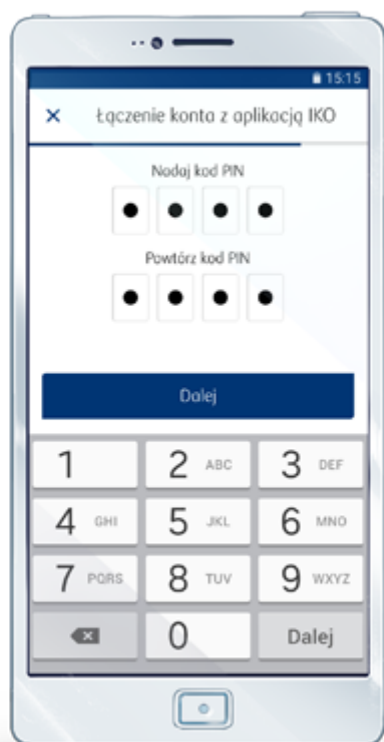 15:15
Łączenie konta z aplikacją IKO
Nadaj kod PIN
Powtórz kod PIN
Dalej
1
2 ABC
3 DEF
4 GHI
5 JKL
6 MNO
7 PQRS
8 TUV
9 WXYZ
0
Dalej